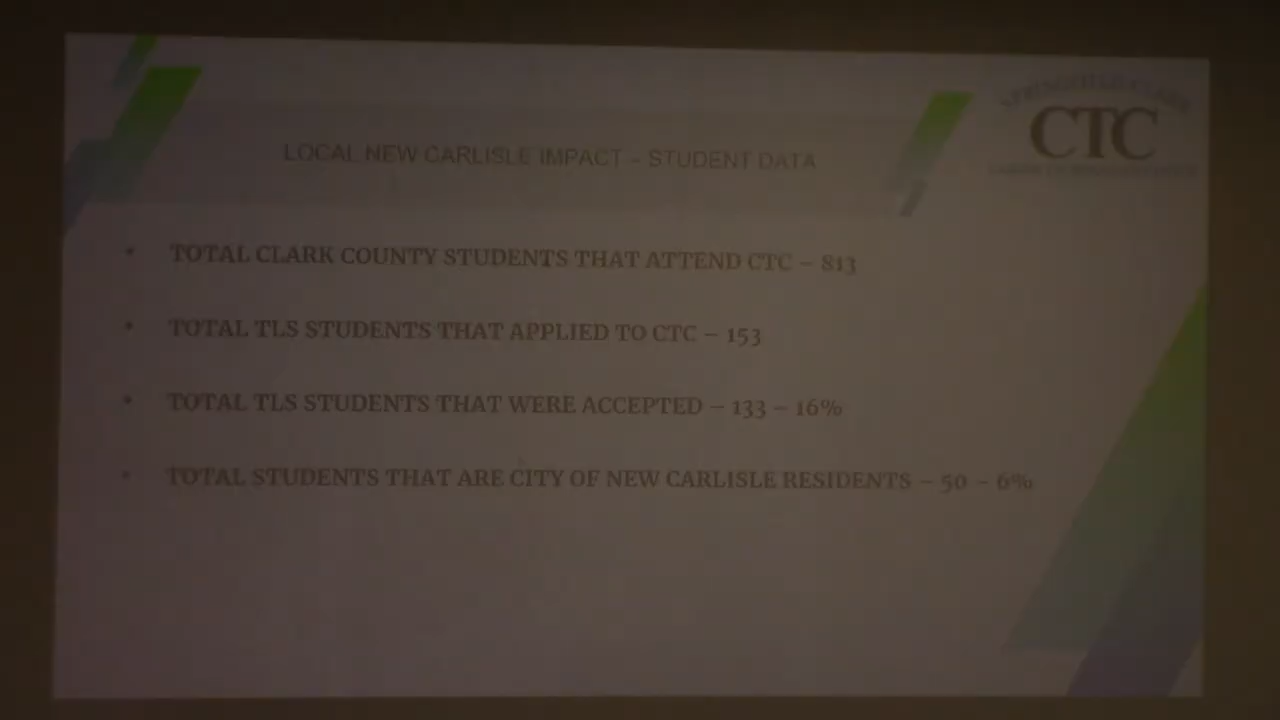 SPRINGFIELD CLARK
CTC
LOCAL NEW CARLISLE IMPACT – STUDENT DATA
• TOTAL CLARK COUNTY STUDENTS THAT ATTEND CTC – 813
• TOTAL TLS STUDENTS THAT APPLIED TO CTC – 153
• TOTAL TLS STUDENTS THAT WERE ACCEPTED – 133 – 16%
• TOTAL STUDENTS THAT ARE CITY OF NEW CARLISLE RESIDENTS – 50 – 6%